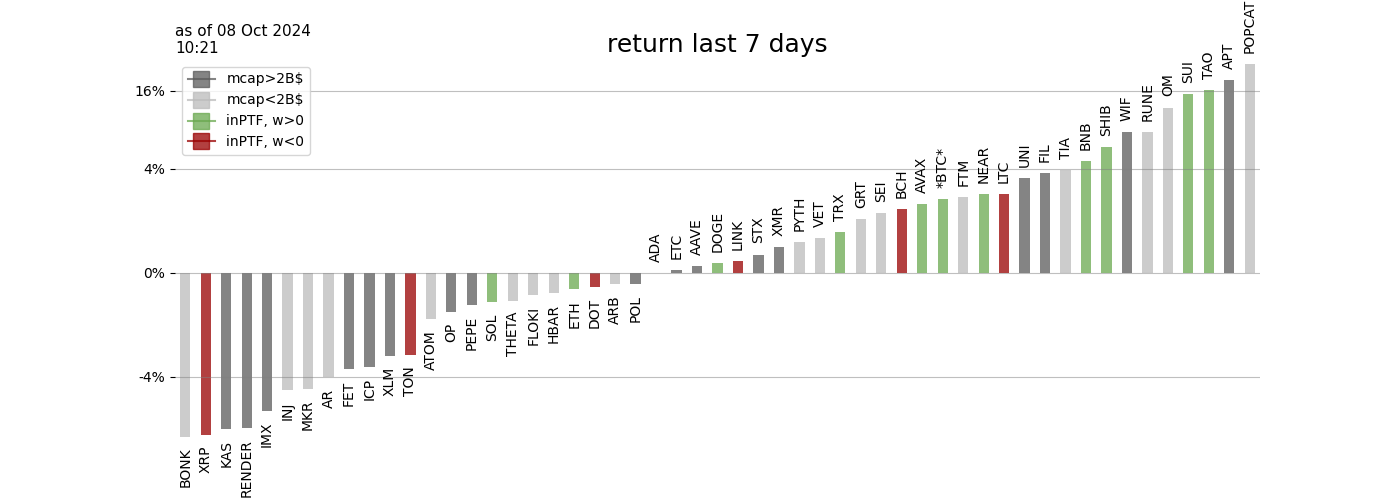 as of 08 Oct 2024
10:21
return last 7 days
mcap>2B$
mcap<2B$
inPTF, w>0
inPTF, w<0
16%
4%
0%
-4%
BONK
XRP
KAS
RENDER
IMX
INJ
MKR
AR
FET
ICP
XLM
TON
ATOM
OP
PEPE
SOL
THETA
FLOKI
HBAR
ETH
DOT
ARB
POL
ADA
ETC
AAVE
DOGE
LINK
STX
XMR
PYTH
VET
TRX
GRT
SEI
BCH
AVAX
*BTC*
FTM
NEAR
LTC
UNI
FIL
TIA
BNB
SHIB
WIF
RUNE
OM
SUI
TAO
APT
POPCAT